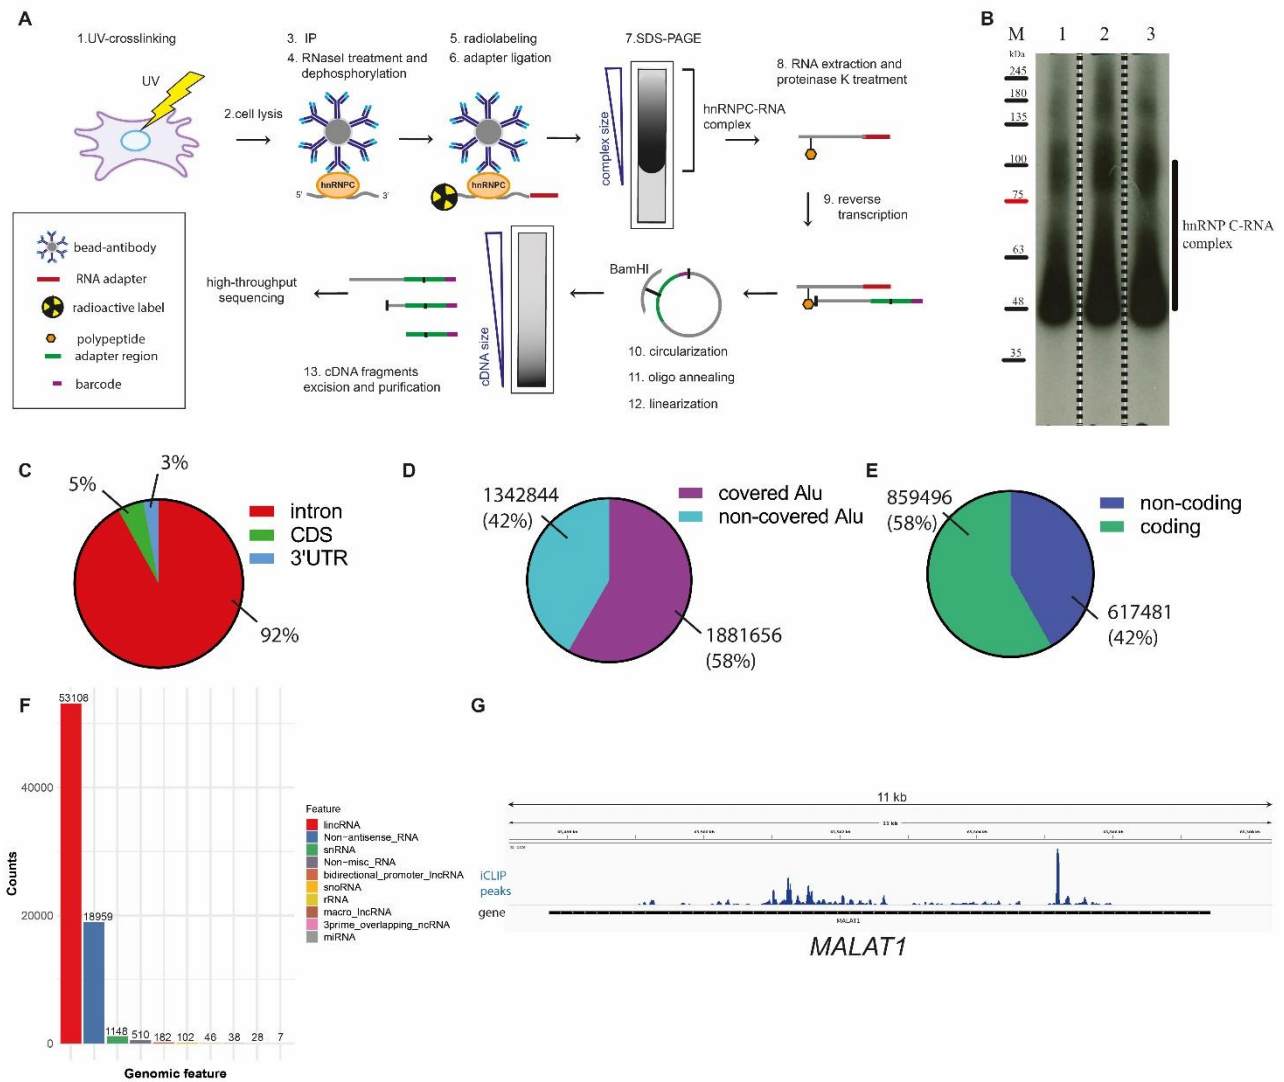 A
1.UV-crosslinking
UV
2.cell lysis
3. IP
4. RNaseI treatment and
dephosphorylation
hnRNPC
5'
3'
5. radiolabeling
6. adapter ligation
hnRNPC
7.SDS-PAGE
complex size
hnRNPC-RNA
complex
8. RNA extraction and
proteinase K treatment
9. reverse
transcription
BamHI
10. circularization
11. oligo annealing
12. linearization
cDNA size
13. cDNA fragments
excision and purification
high-throughput
sequencing
bead-antibody
RNA adapter
radioactive label
polypeptide
adapter region
barcode
B
M 1 2 3
kDa
245
180
135
100
75
63
48
35
hnRNP C-RNA
complex
C
5%
3%
92%
intron
CDS
3'UTR
D
1342844
(42%)
covered Alu
non-covered Alu
1881656
(58%)
E
859496
(58%)
non-coding
coding
617481
(42%)
F
53108
18959
1148 510 182 102 46 38 28 7
40000
20000
0
Counts
Genomic feature
Feature
lincRNA
Non-antisense_RNA
snRNA
Non-misc_RNA
bidirectional_promoter_lncRNA
snoRNA
rRNA
macro_lncRNA
3prime_overlapping_ncRNA
miRNA
G
11 kb
11 kb
iCLIP
peaks
gene
MALAT1
MALAT1